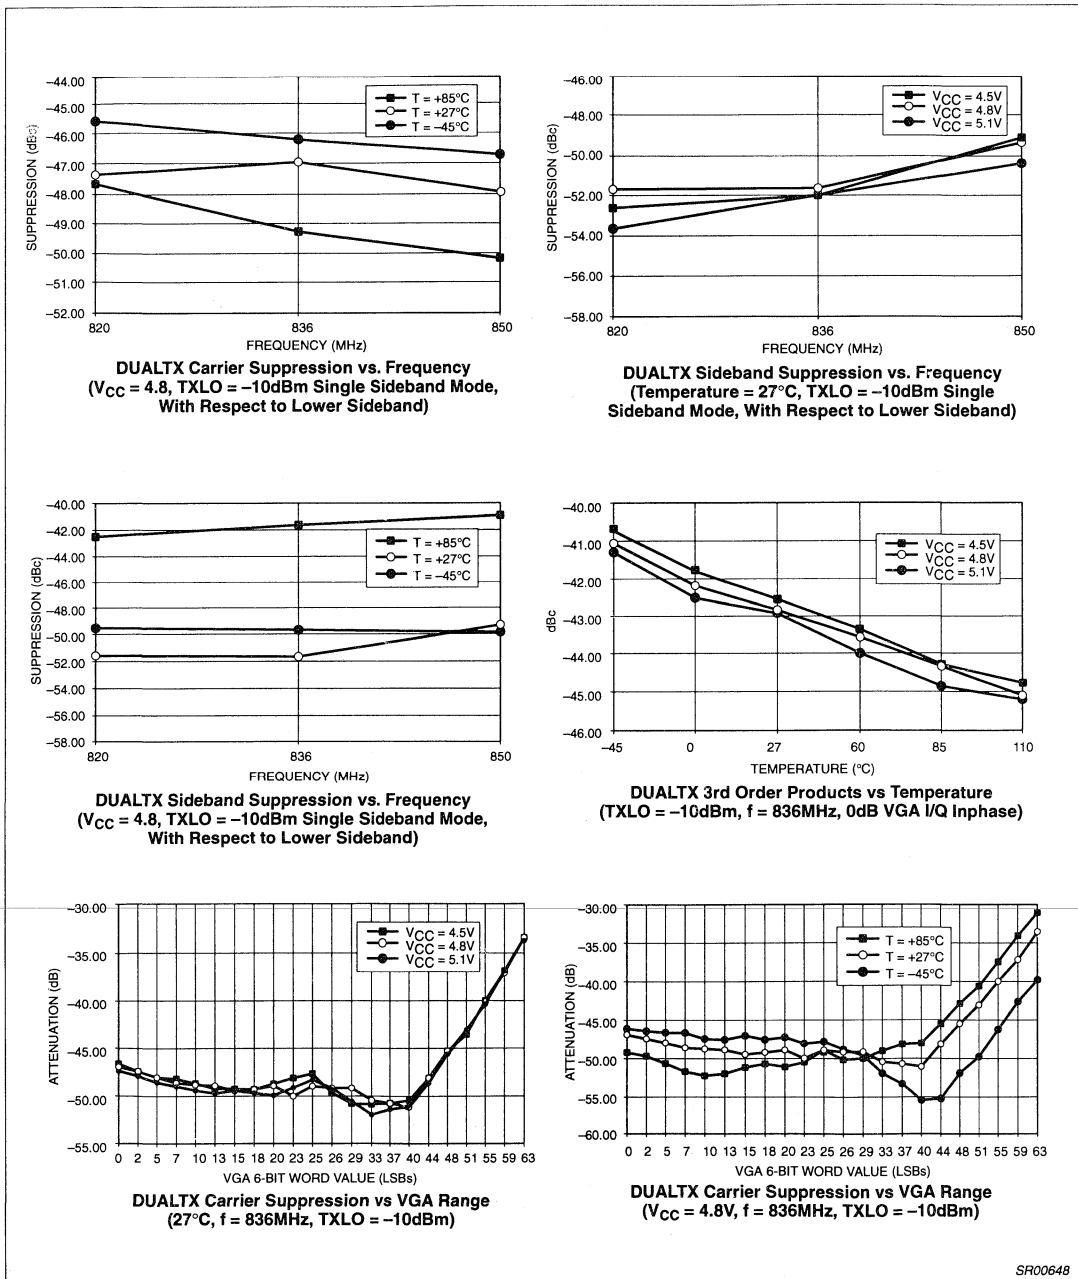 −44.00
−45.00
−46.00
−47.00
−48.00
−49.00
−50.00
−51.00
−52.00
SUPPRESSION (dBc)
T = +85°C
T = +27°C
T = −45°C
820
836
850
FREQUENCY (MHz)
DUALTX Carrier Suppression vs. Frequency
(VCC = 4.8, TXLO = −10dBm Single Sideband Mode,
With Respect to Lower Sideband)
−46.00
−48.00
−50.00
−52.00
−54.00
−56.00
−58.00
SUPPRESSION (dBc)
VCC = 4.5V
VCC = 4.8V
VCC = 5.1V
820
836
850
FREQUENCY (MHz)
DUALTX Sideband Suppression vs. Frequency
(Temperature = 27°C, TXLO = −10dBm Single
Sideband Mode, With Respect to Lower Sideband)
−40.00
−42.00
−44.00
−46.00
−48.00
−50.00
−52.00
−54.00
−56.00
−58.00
SUPPRESSION (dBc)
T = +85°C
T = +27°C
T = −45°C
820
836
850
FREQUENCY (MHz)
DUALTX Sideband Suppression vs. Frequency
(VCC = 4.8, TXLO = −10dBm Single Sideband Mode,
With Respect to Lower Sideband)
−40.00
−41.00
−42.00
−43.00
−44.00
−45.00
−46.00
dBc
VCC = 4.5V
VCC = 4.8V
VCC = 5.1V
−45
0
27
60
85
110
TEMPERATURE (°C)
DUALTX 3rd Order Products vs Temperature
(TXLO = −10dBm, f = 836MHz, 0dB VGA I/Q Inphase)
−30.00
−35.00
−40.00
−45.00
−50.00
−55.00
ATTENUATION (dB)
VCC = 4.5V
VCC = 4.8V
VCC = 5.1V
0 2 5 7 10 13 15 18 20 23 25 26 29 33 37 40 44 48 51 55 59 63
VGA 6-BIT WORD VALUE (LSBs)
DUALTX Carrier Suppression vs VGA Range
(27°C, f = 836MHz, TXLO = −10dBm)
−30.00
−35.00
−40.00
−45.00
−50.00
−55.00
−60.00
ATTENUATION (dB)
T = +85°C
T = +27°C
T = −45°C
0 2 5 7 10 13 15 18 20 23 25 26 29 33 37 40 44 48 51 55 59 63
VGA 6-BIT WORD VALUE (LSBs)
DUALTX Carrier Suppression vs VGA Range
(VCC = 4.8V, f = 836MHz, TXLO = −10dBm)
SR00648